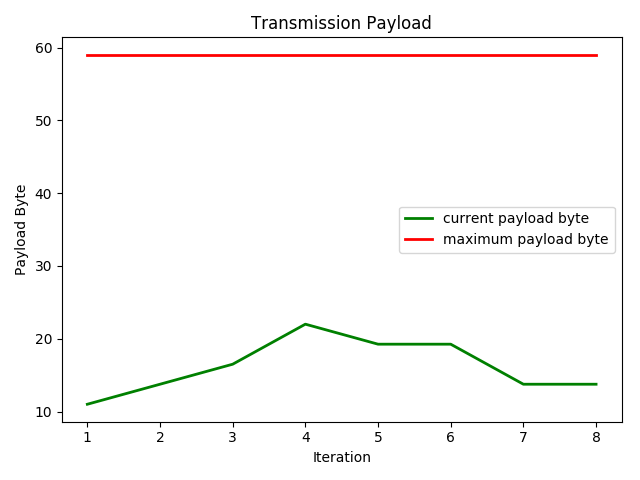 Transmission Payload
60
50
40
30
20
10
Payload Byte
current payload byte
maximum payload byte
1 2 3 4 5 6 7 8
Iteration